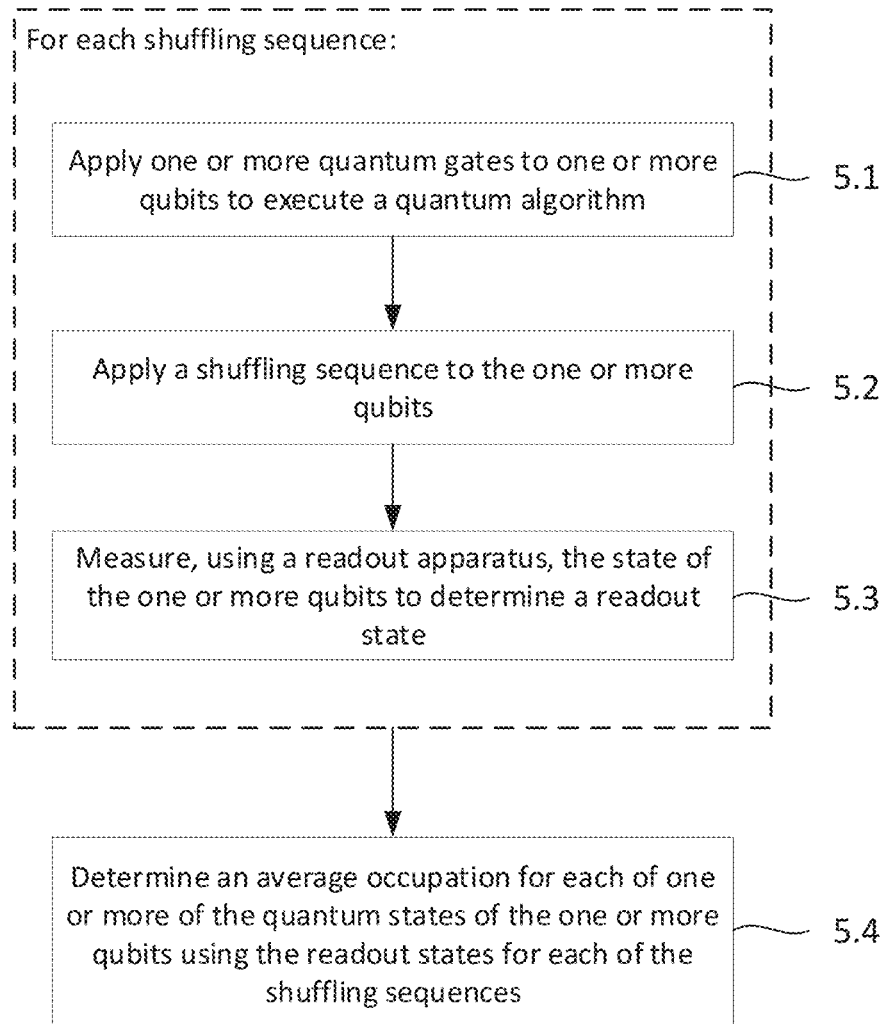 For each shuffling sequence:
Apply one or more quantum gates to one or more
qubits to execute a quantum algorithm
5.1
Apply a shuffling sequence to the one or more
qubits
5.2
Measure, using a readout apparatus, the state of
the one or more qubits to determine a readout
state
5.3
Determine an average occupation for each of one
or more of the quantum states of the one or more
qubits using the readout states for each of the
shuffling sequences
5.4